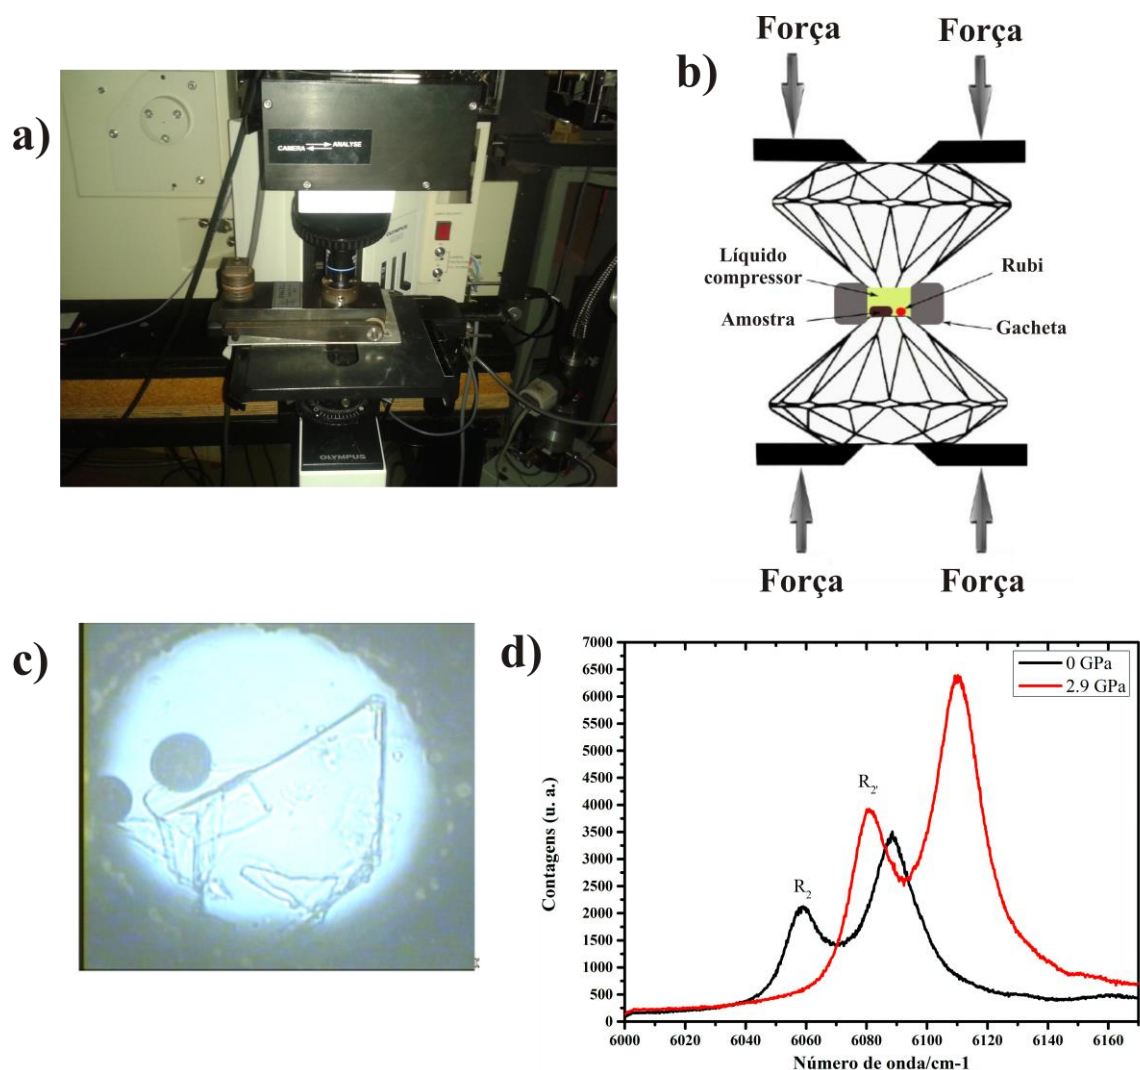 a)
CAMERA ANALYSE
OLYMPUS
OLYMPUS
b)
Força Força
Líquido
compressor
Rubi
Amostra
Gacheta
Força Força
c)
d)
7000
6500
6000
5500
5000
4500
4000
3500
3000
2500
2000
1500
1000
500
0
Contagens (u. a.)
0 GPa
2.9 GPa
R2'
R2
6000 6020 6040 6060 6080 6100 6120 6140 6160
Número de onda/cm-1